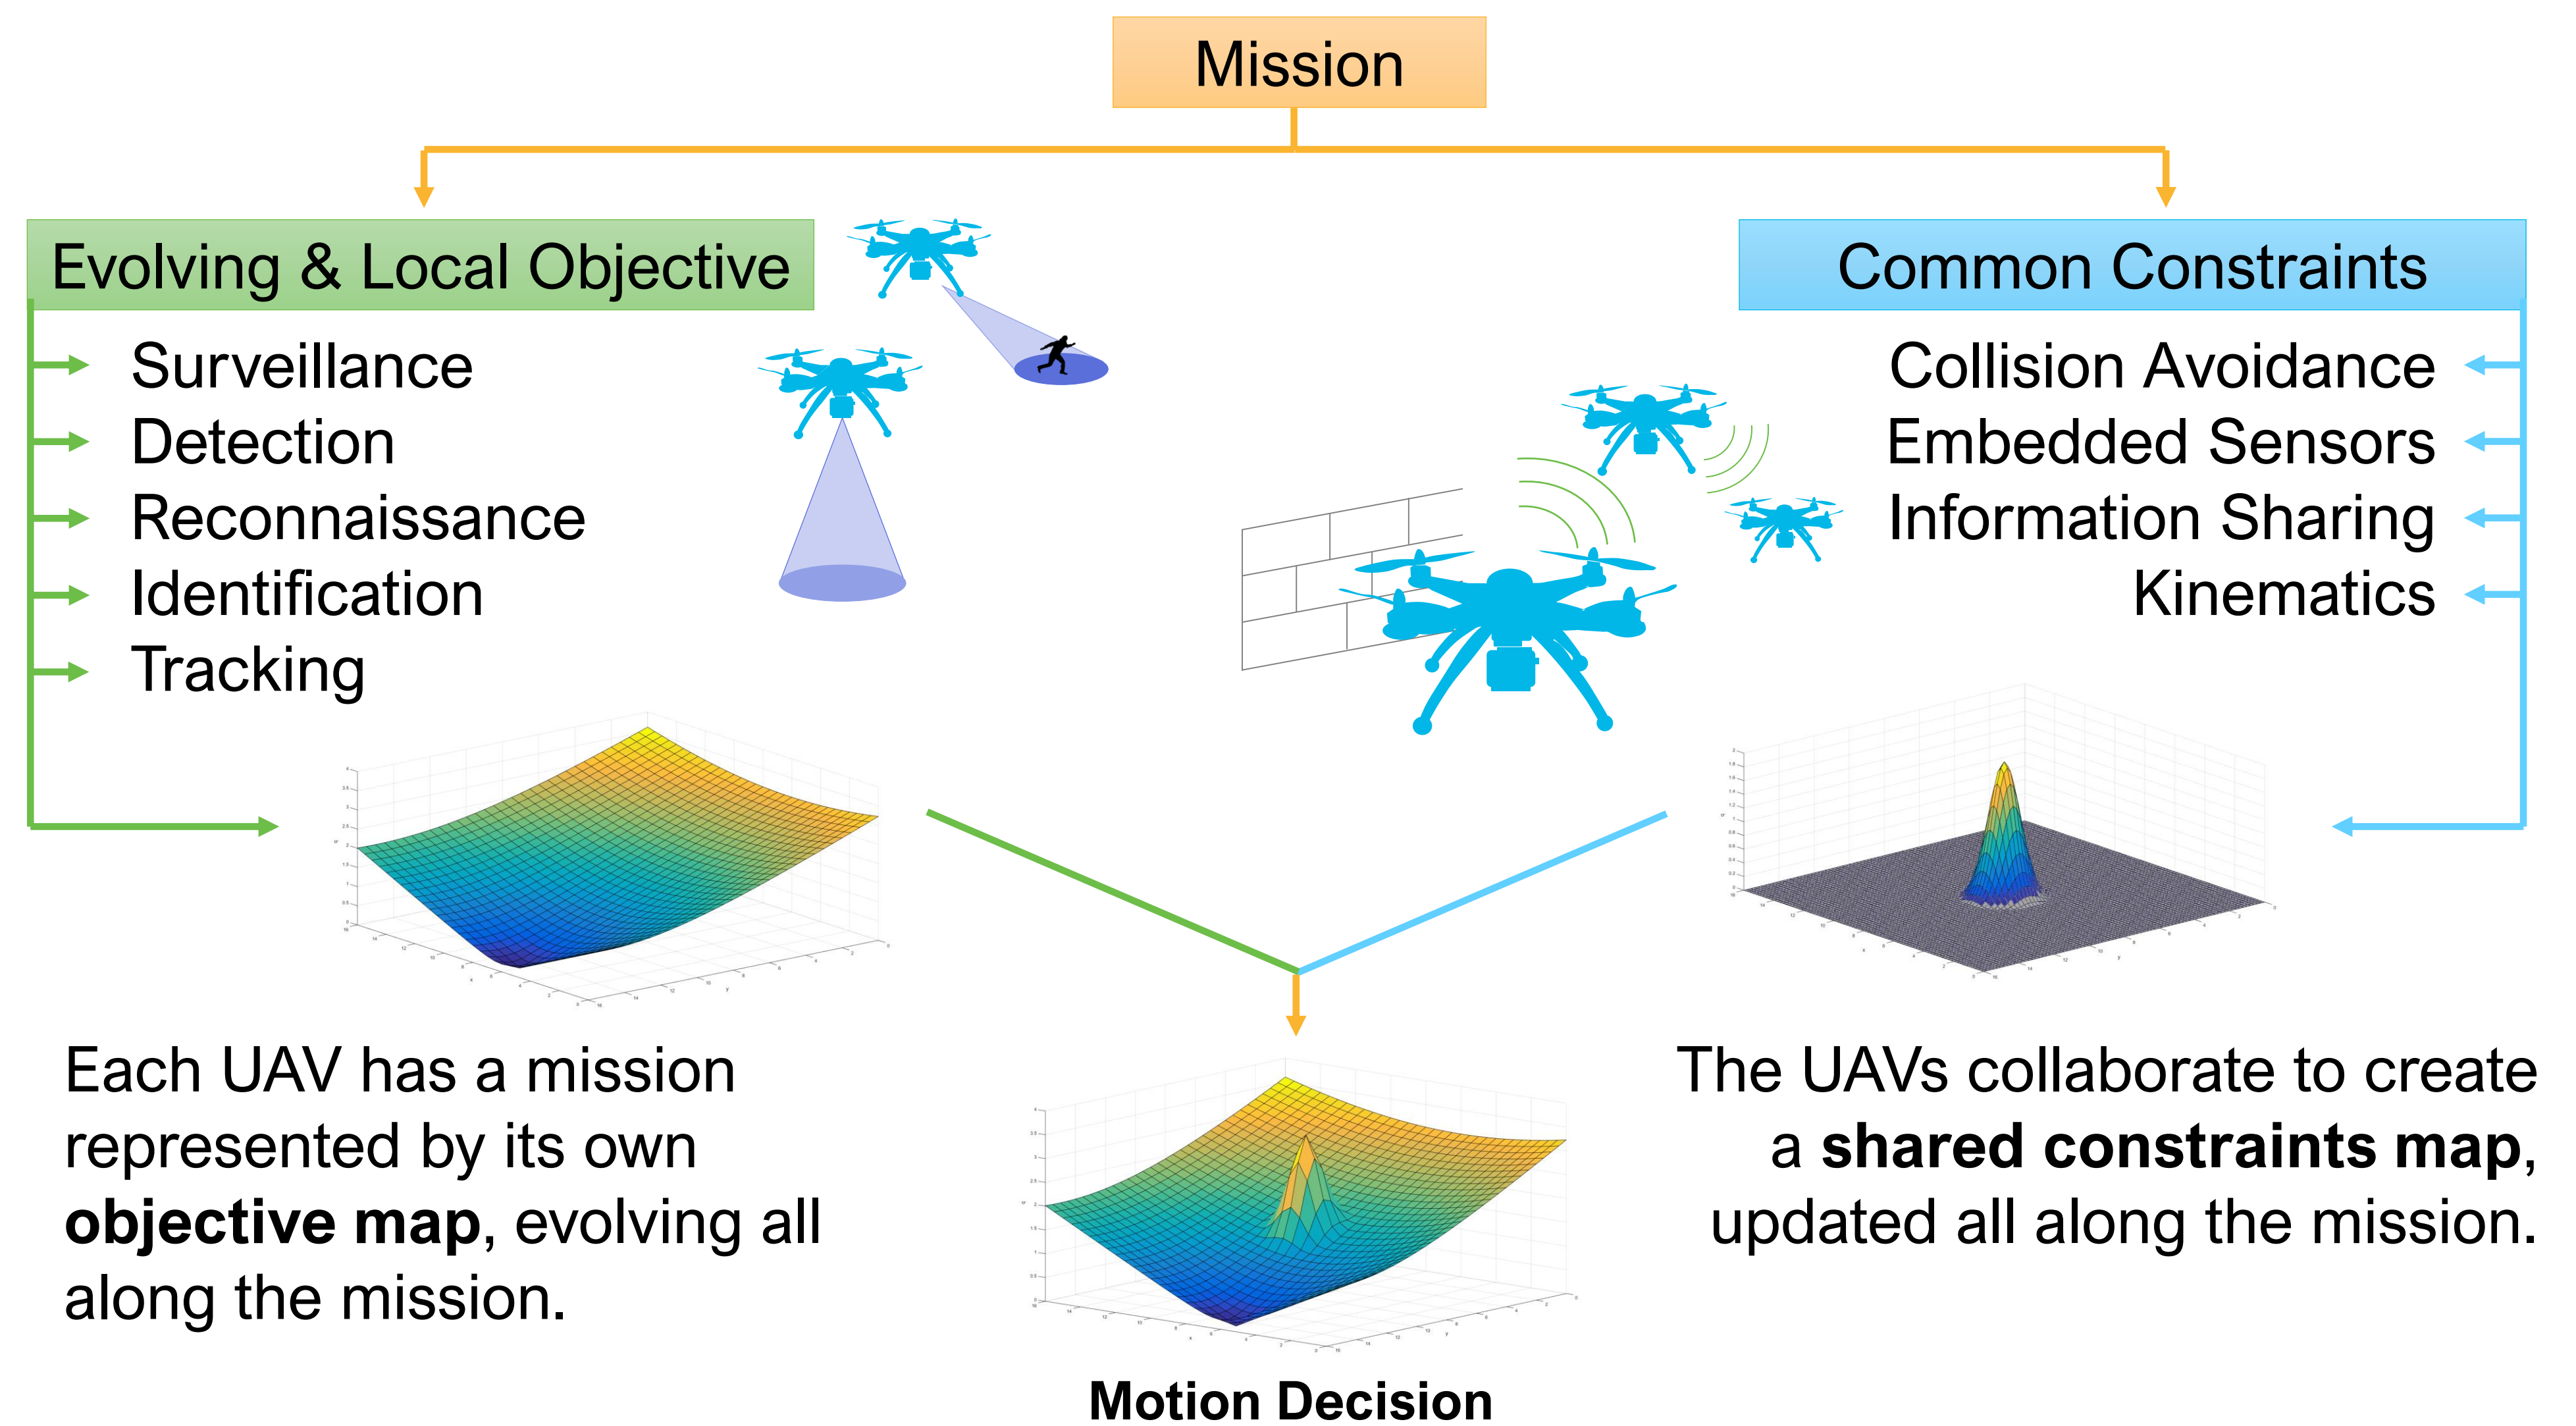 Mission
Evolving & Local Objective
Surveillance
Detection
Reconnaissance
Identification
Tracking
Common Constraints
Collision Avoidance
Embedded Sensors
Information Sharing
Kinematics
Each UAV has a mission
represented by its own
objective map, evolving all
along the mission.
The UAVs collaborate to create
a shared constraints map,
updated all along the mission.
Motion Decision